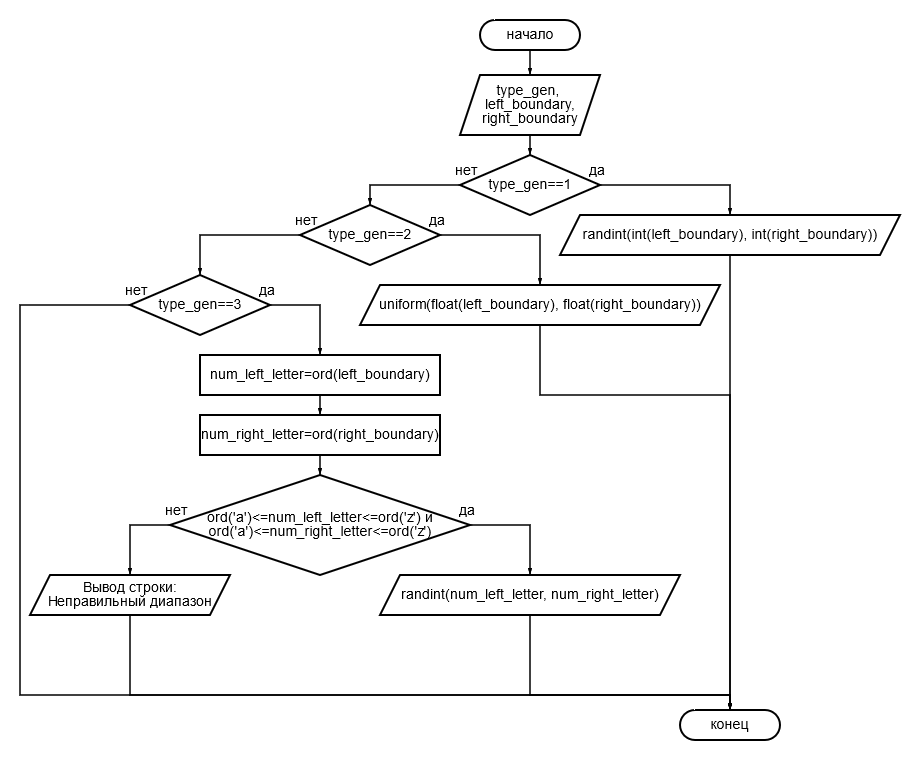 начало
type_gen,
left_boundary,
right_boundary
нет
да
type_gen==1
нет
да
type_gen==2
randint(int(left_boundary), int(right_boundary))
нет
да
type_gen==3
uniform(float(left_boundary), float(right_boundary))
num_left_letter=ord(left_boundary)
num_right_letter=ord(right_boundary)
нет
да
ord('a')<=num_left_letter<=ord('z') и
ord('a')<=num_right_letter<=ord('z')
Вывод строки:
Неправильный диапазон
randint(num_left_letter, num_right_letter)
конец